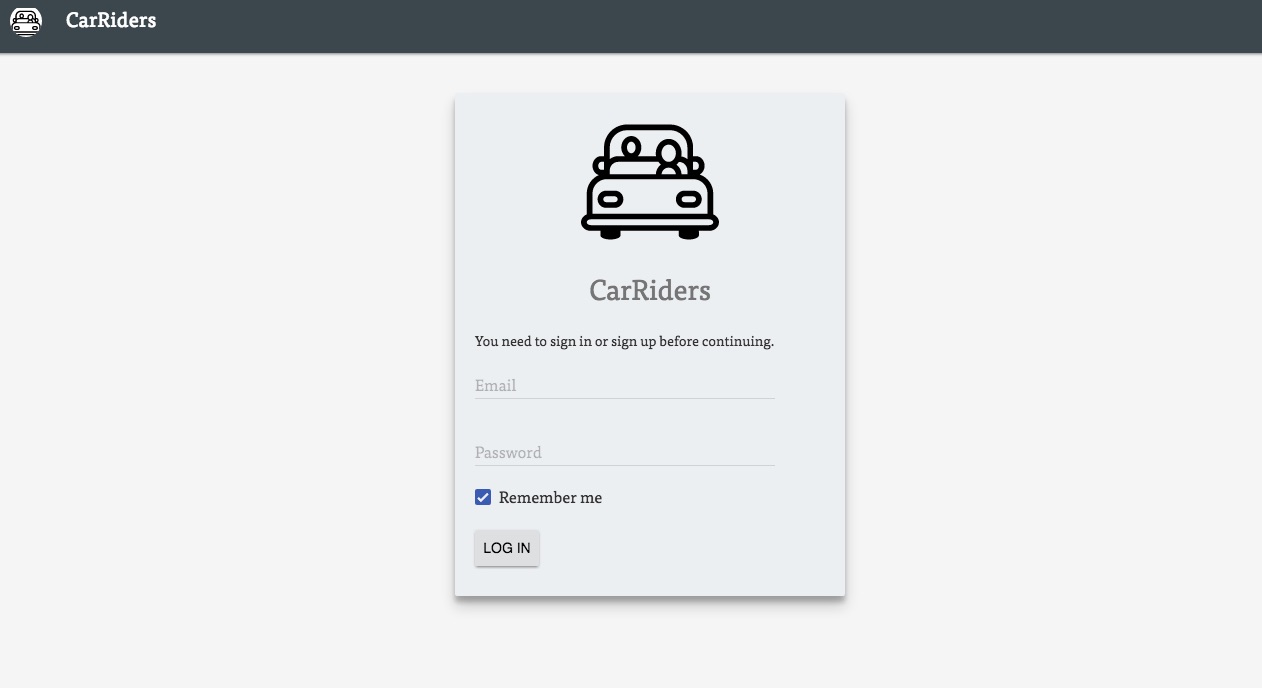 CarRiders
CarRiders
You need to sign in or sign up before continuing.
Email
Password
Remember me
LOG IN